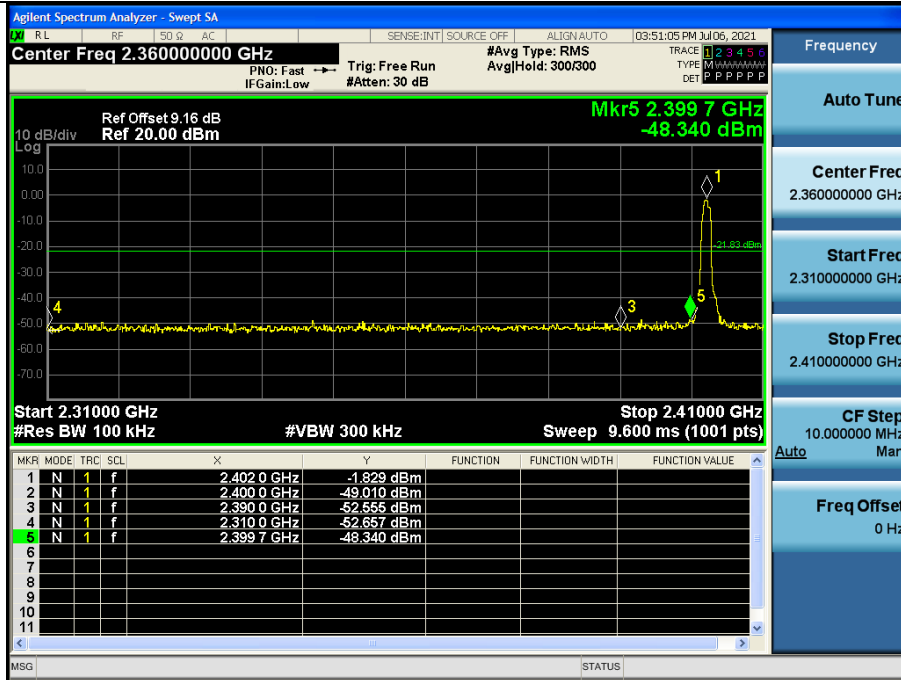 Agilent Spectrum Analyzer - Swept SA
LXI RL RF 50 Ω AC SENSE:INT SOURCE OFF ALIGN AUTO 03:51:05 PM Jul 06, 2021
Center Freq 2.360000000 GHz
PNO: Fast
IFGain:Low
Trig: Free Run
#Atten: 30 dB
#Avg Type: RMS
Avg|Hold: 300/300
TRACE 1 2 3 4 5 6
TYPE M
DET P P P P P P
Ref Offset 9.16 dB
10 dB/div Ref 20.00 dBm
Log
Mkr5 2.399 7 GHz
-48.340 dBm
10.0
0.00
-10.0
-20.0
-30.0
-40.0
-50.0
-60.0
-70.0
1
-21.83 dBm
4
3
5
Start 2.31000 GHz Stop 2.41000 GHz
#Res BW 100 kHz #VBW 300 kHz Sweep 9.600 ms (1001 pts)
MKR MODE TRC SCL X Y FUNCTION FUNCTION WIDTH FUNCTION VALUE
1 N 1 f 2.402 0 GHz -1.829 dBm
2 N 1 f 2.400 0 GHz -49.010 dBm
3 N 1 f 2.390 0 GHz -52.555 dBm
4 N 1 f 2.310 0 GHz -52.657 dBm
5 N 1 f 2.399 7 GHz -48.340 dBm
6
7
8
9
10
11
MSG STATUS
Frequency
Auto Tune
Center Freq
2.360000000 GHz
Start Freq
2.310000000 GHz
Stop Freq
2.410000000 GHz
CF Step
10.000000 MHz
Auto Man
Freq Offset
0 Hz